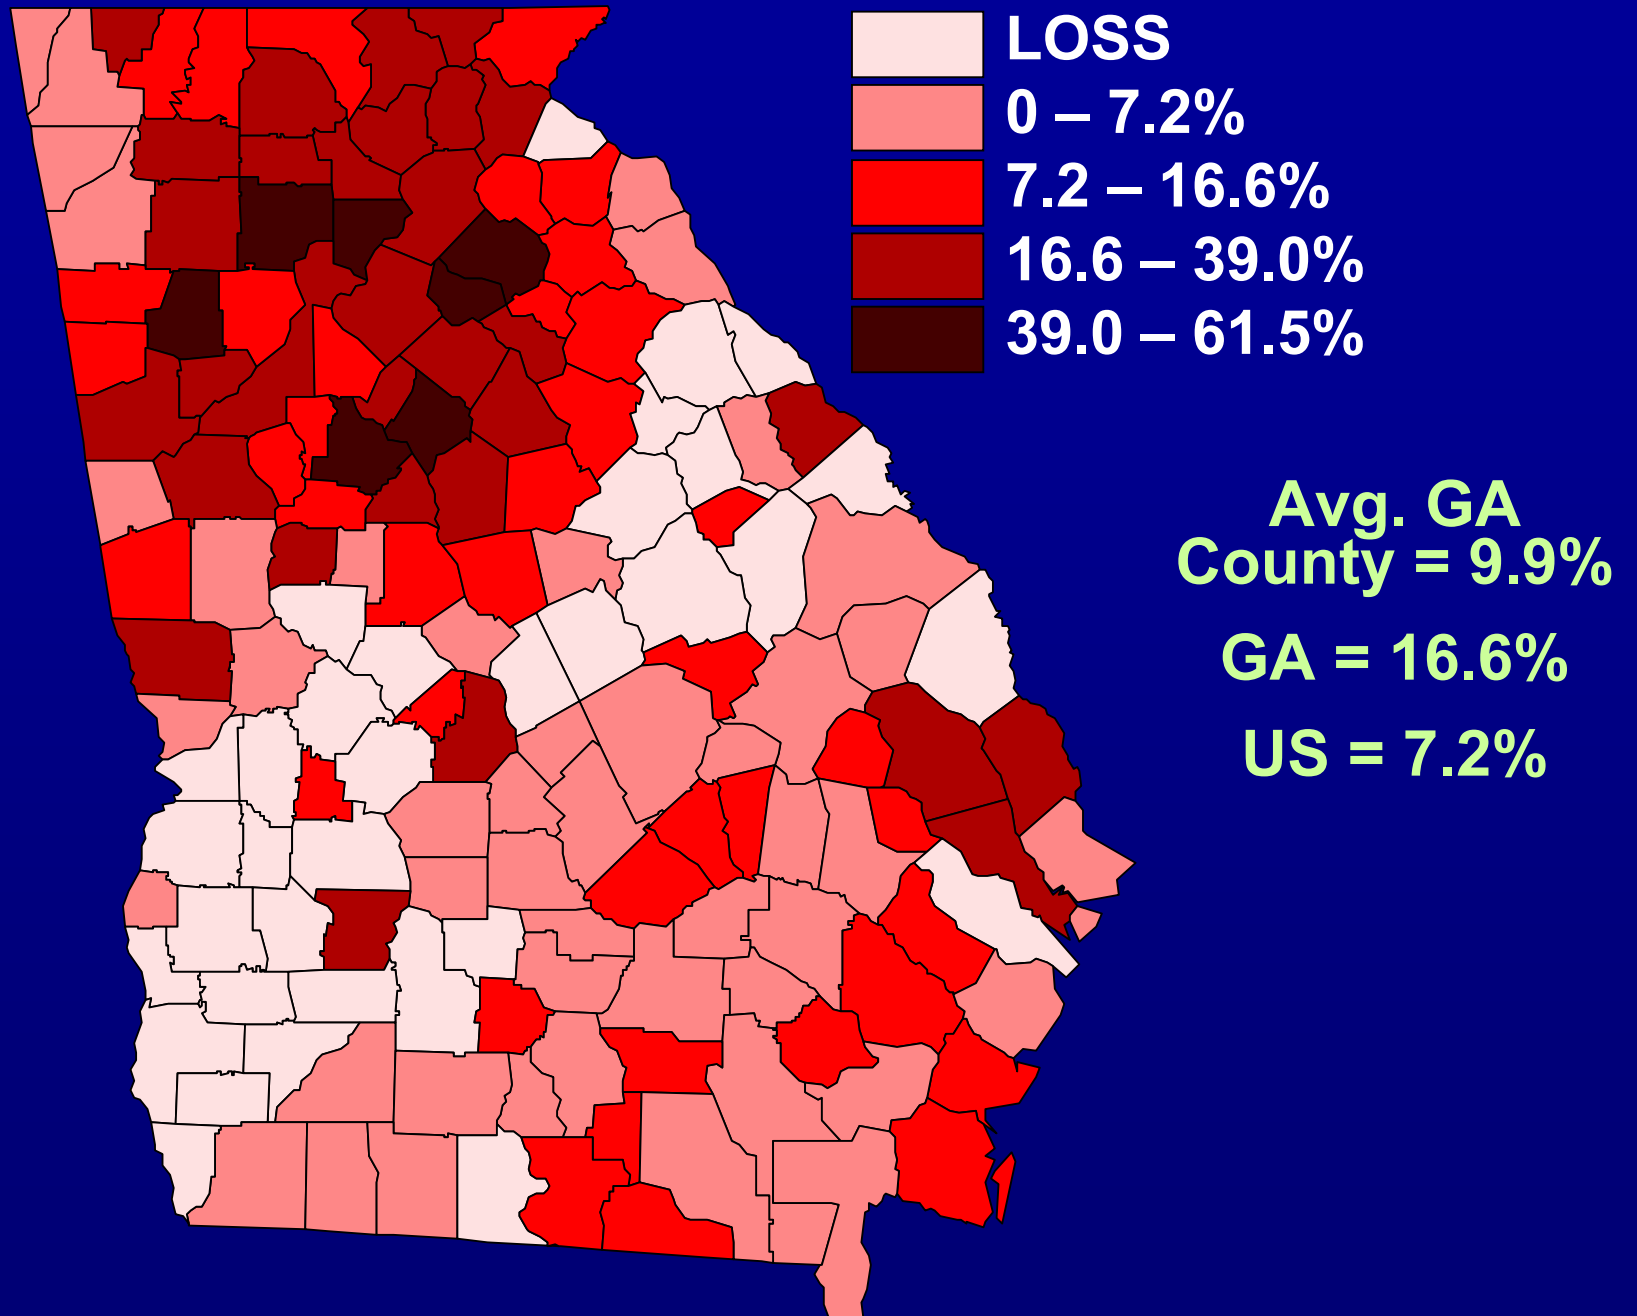 LOSS
0 – 7.2%
7.2 – 16.6%
16.6 – 39.0%
39.0 – 61.5%
Avg. GA
County = 9.9%
GA = 16.6%
US = 7.2%